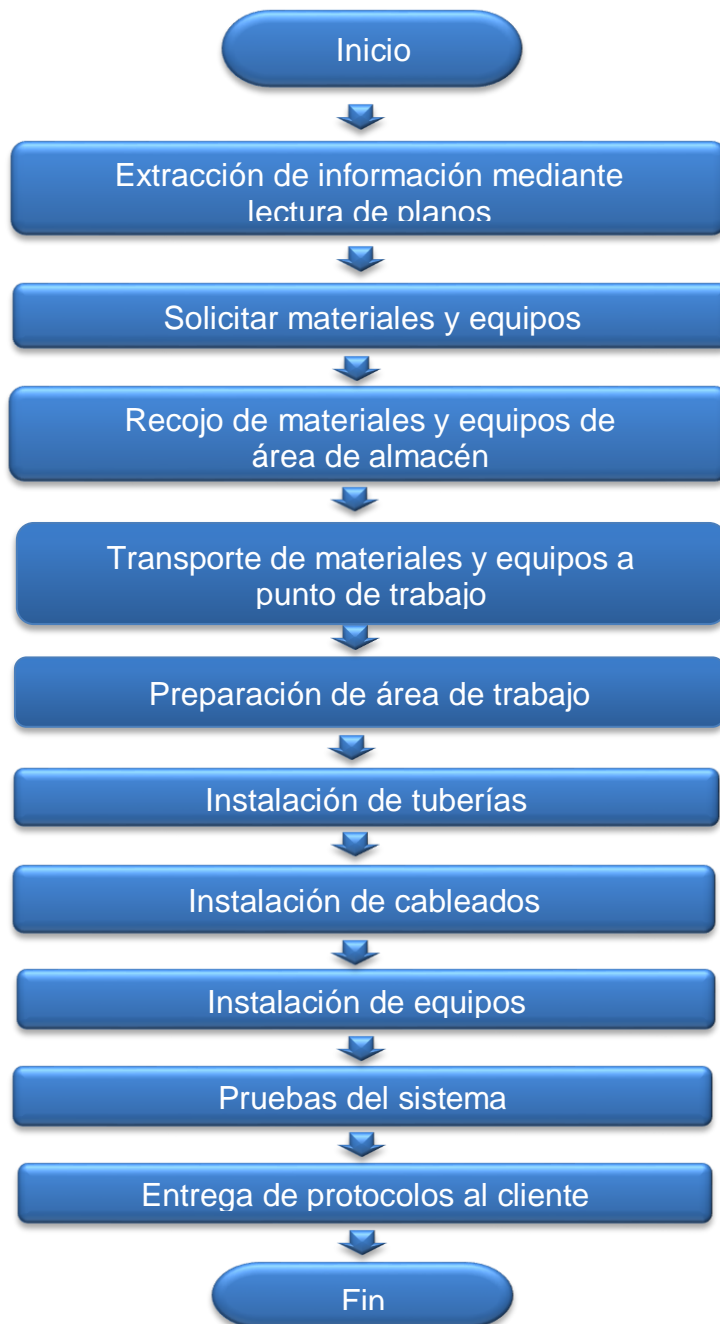 Inicio
Extracción de información mediante
lectura de planos
Solicitar materiales y equipos
Recojo de materiales y equipos de
área de almacén
Transporte de materiales y equipos a
punto de trabajo
Preparación de área de trabajo
Instalación de tuberías
Instalación de cableados
Instalación de equipos
Pruebas del sistema
Entrega de protocolos al cliente
Fin